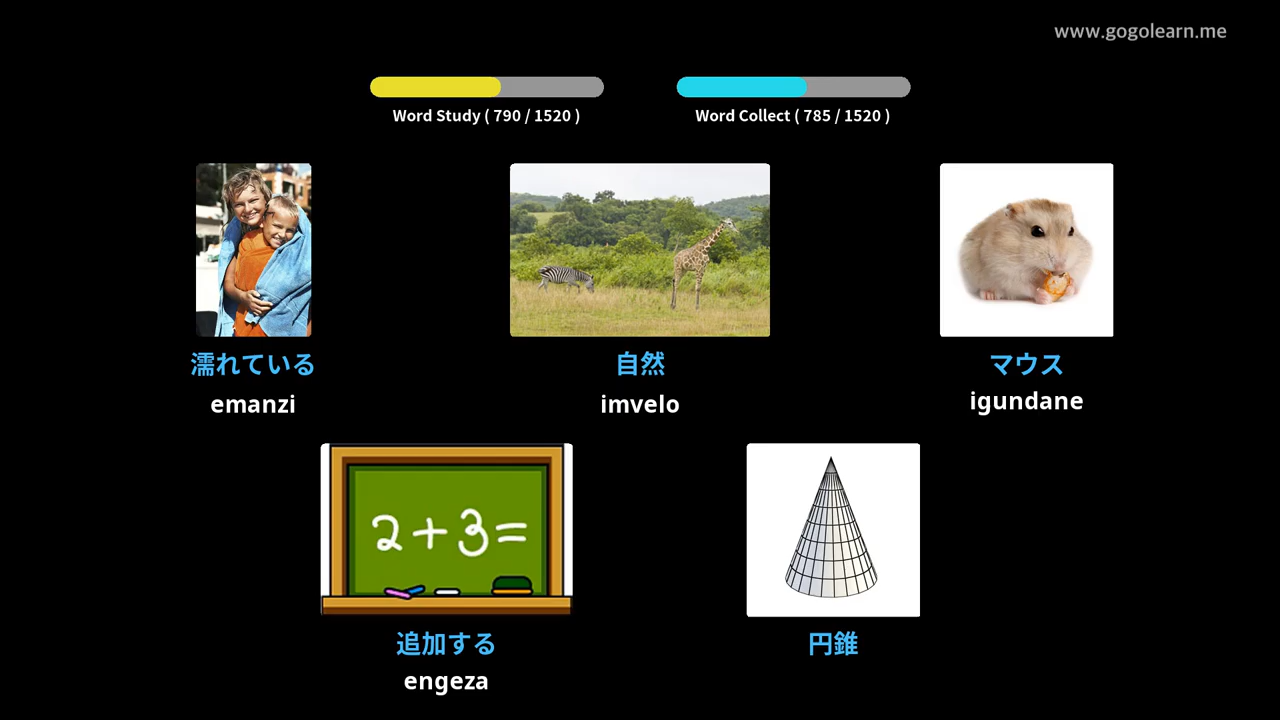 www.gogolearn.me
Word Study ( 790 / 1520 )
Word Collect ( 785 / 1520 )
濡れている
emanzi
自然
imvelo
マウス
igundane
2+3=
追加する
engeza
円錐